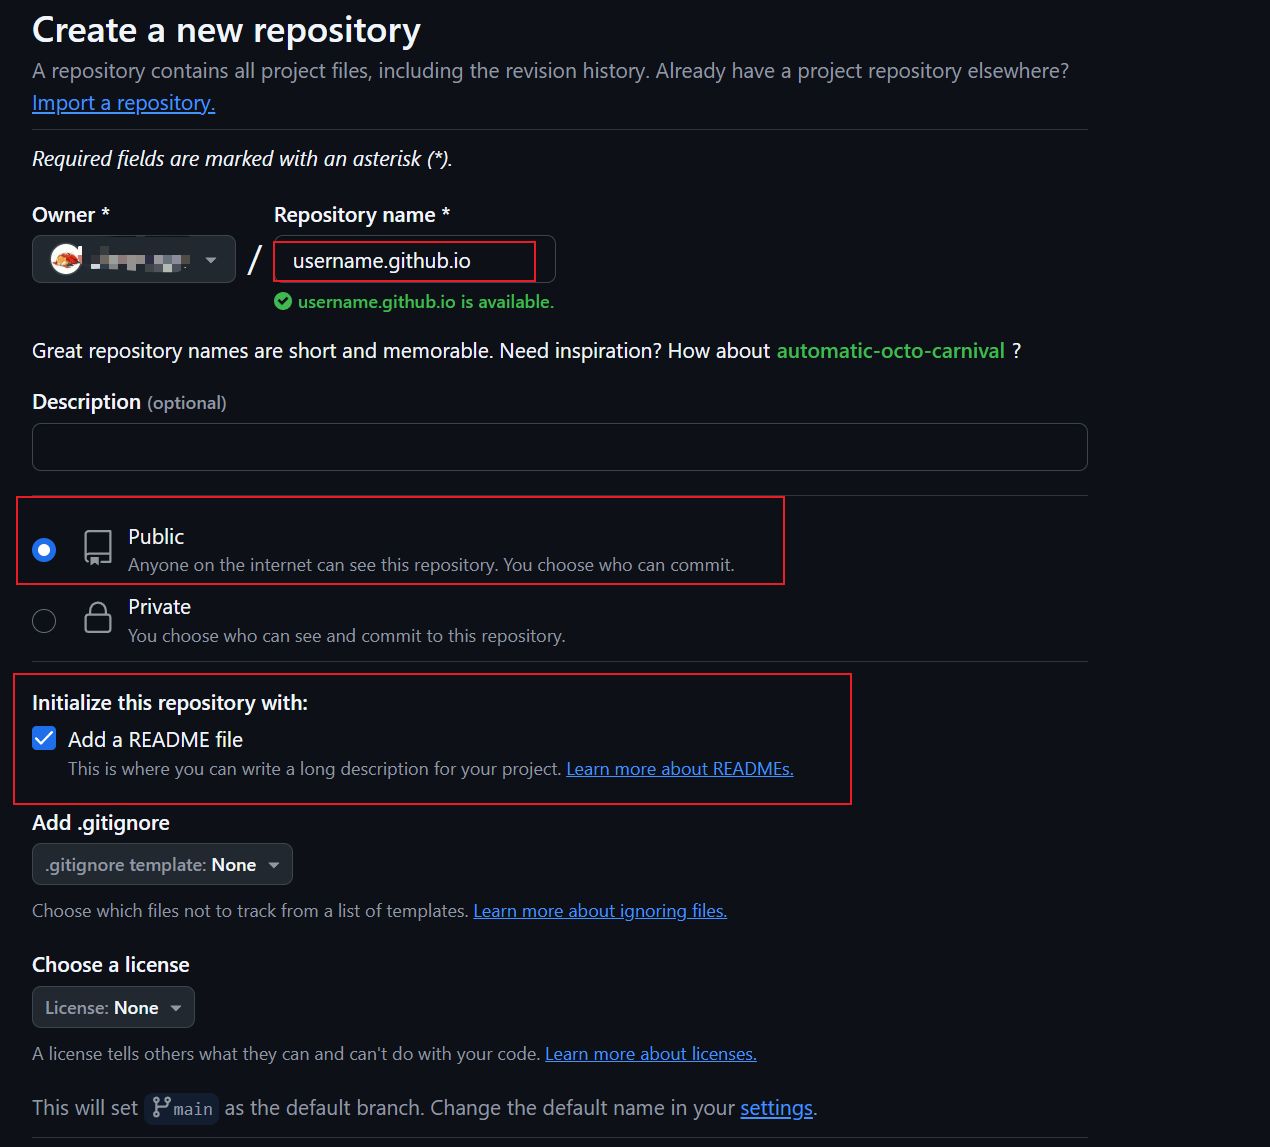 Create a new repository
A repository contains all project files, including the revision history. Already have a project repository elsewhere?
Import a repository.
Required fields are marked with an asterisk (*).
Owner * Repository name *
/ username.github.io
username.github.io is available.
Great repository names are short and memorable. Need inspiration? How about automatic-octo-carnival ?
Description (optional)
Public
Anyone on the internet can see this repository. You choose who can commit.
Private
You choose who can see and commit to this repository.
Initialize this repository with:
Add a README file
This is where you can write a long description for your project. Learn more about READMEs.
Add .gitignore
.gitignore template: None
Choose which files not to track from a list of templates. Learn more about ignoring files.
Choose a license
License: None
A license tells others what they can and can't do with your code. Learn more about licenses.
This will set main as the default branch. Change the default name in your settings.